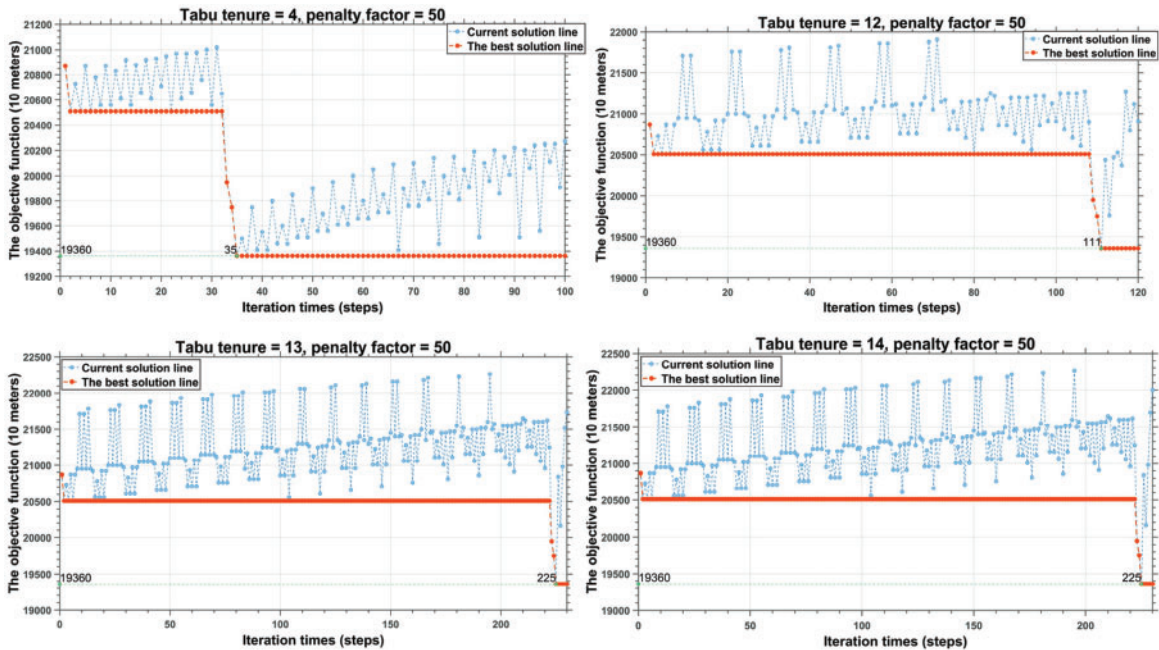 Tabu tenure = 4, penalty factor = 50
The objective function (10 meters)
21200
21000
20800
20600
20400
20200
20000
19800
19600
19400
19200
Current solution line
The best solution line
19360
35
0 10 20 30 40 50 60 70 80 90 100
Iteration times (steps)
Tabu tenure = 12, penalty factor = 50
The objective function (10 meters)
22000
21500
21000
20500
20000
19500
19000
Current solution line
The best solution line
19360
111
0 20 40 60 80 100 120
Iteration times (steps)
Tabu tenure = 13, penalty factor = 50
The objective function (10 meters)
22500
22000
21500
21000
20500
20000
19500
19000
Current solution line
The best solution line
19360
225
0 50 100 150 200
Iteration times (steps)
Tabu tenure = 14, penalty factor = 50
The objective function (10 meters)
22500
22000
21500
21000
20500
20000
19500
19000
Current solution line
The best solution line
19360
225
0 50 100 150 200
Iteration times (steps)